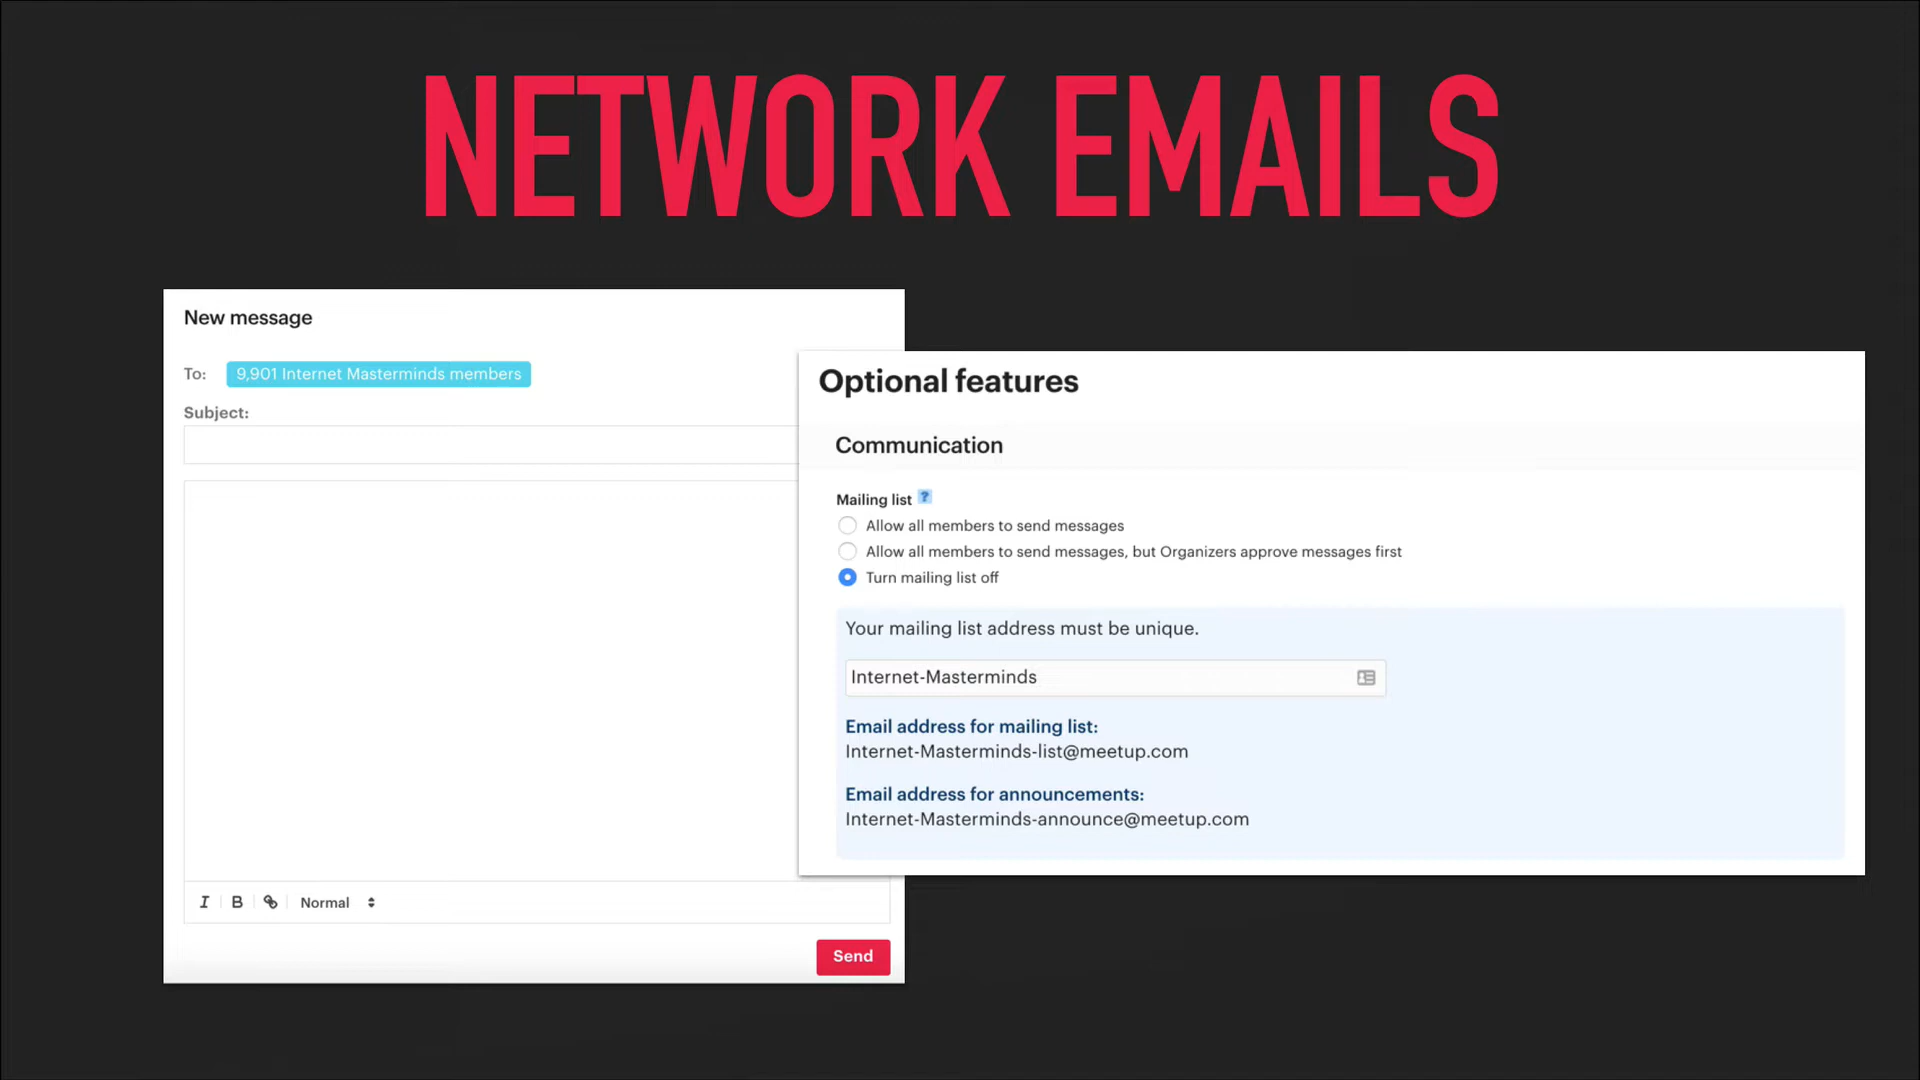 NETWORK EMAILS
New message
To: 9,901 Internet Masterminds members
Subject:
I B Normal
Send
Optional features
Communication
Mailing list ?
Allow all members to send messages
Allow all members to send messages, but Organizers approve messages first
Turn mailing list off
Your mailing list address must be unique.
Internet-Masterminds
Email address for mailing list:
Internet-Masterminds-list@meetup.com
Email address for announcements:
Internet-Masterminds-announce@meetup.com